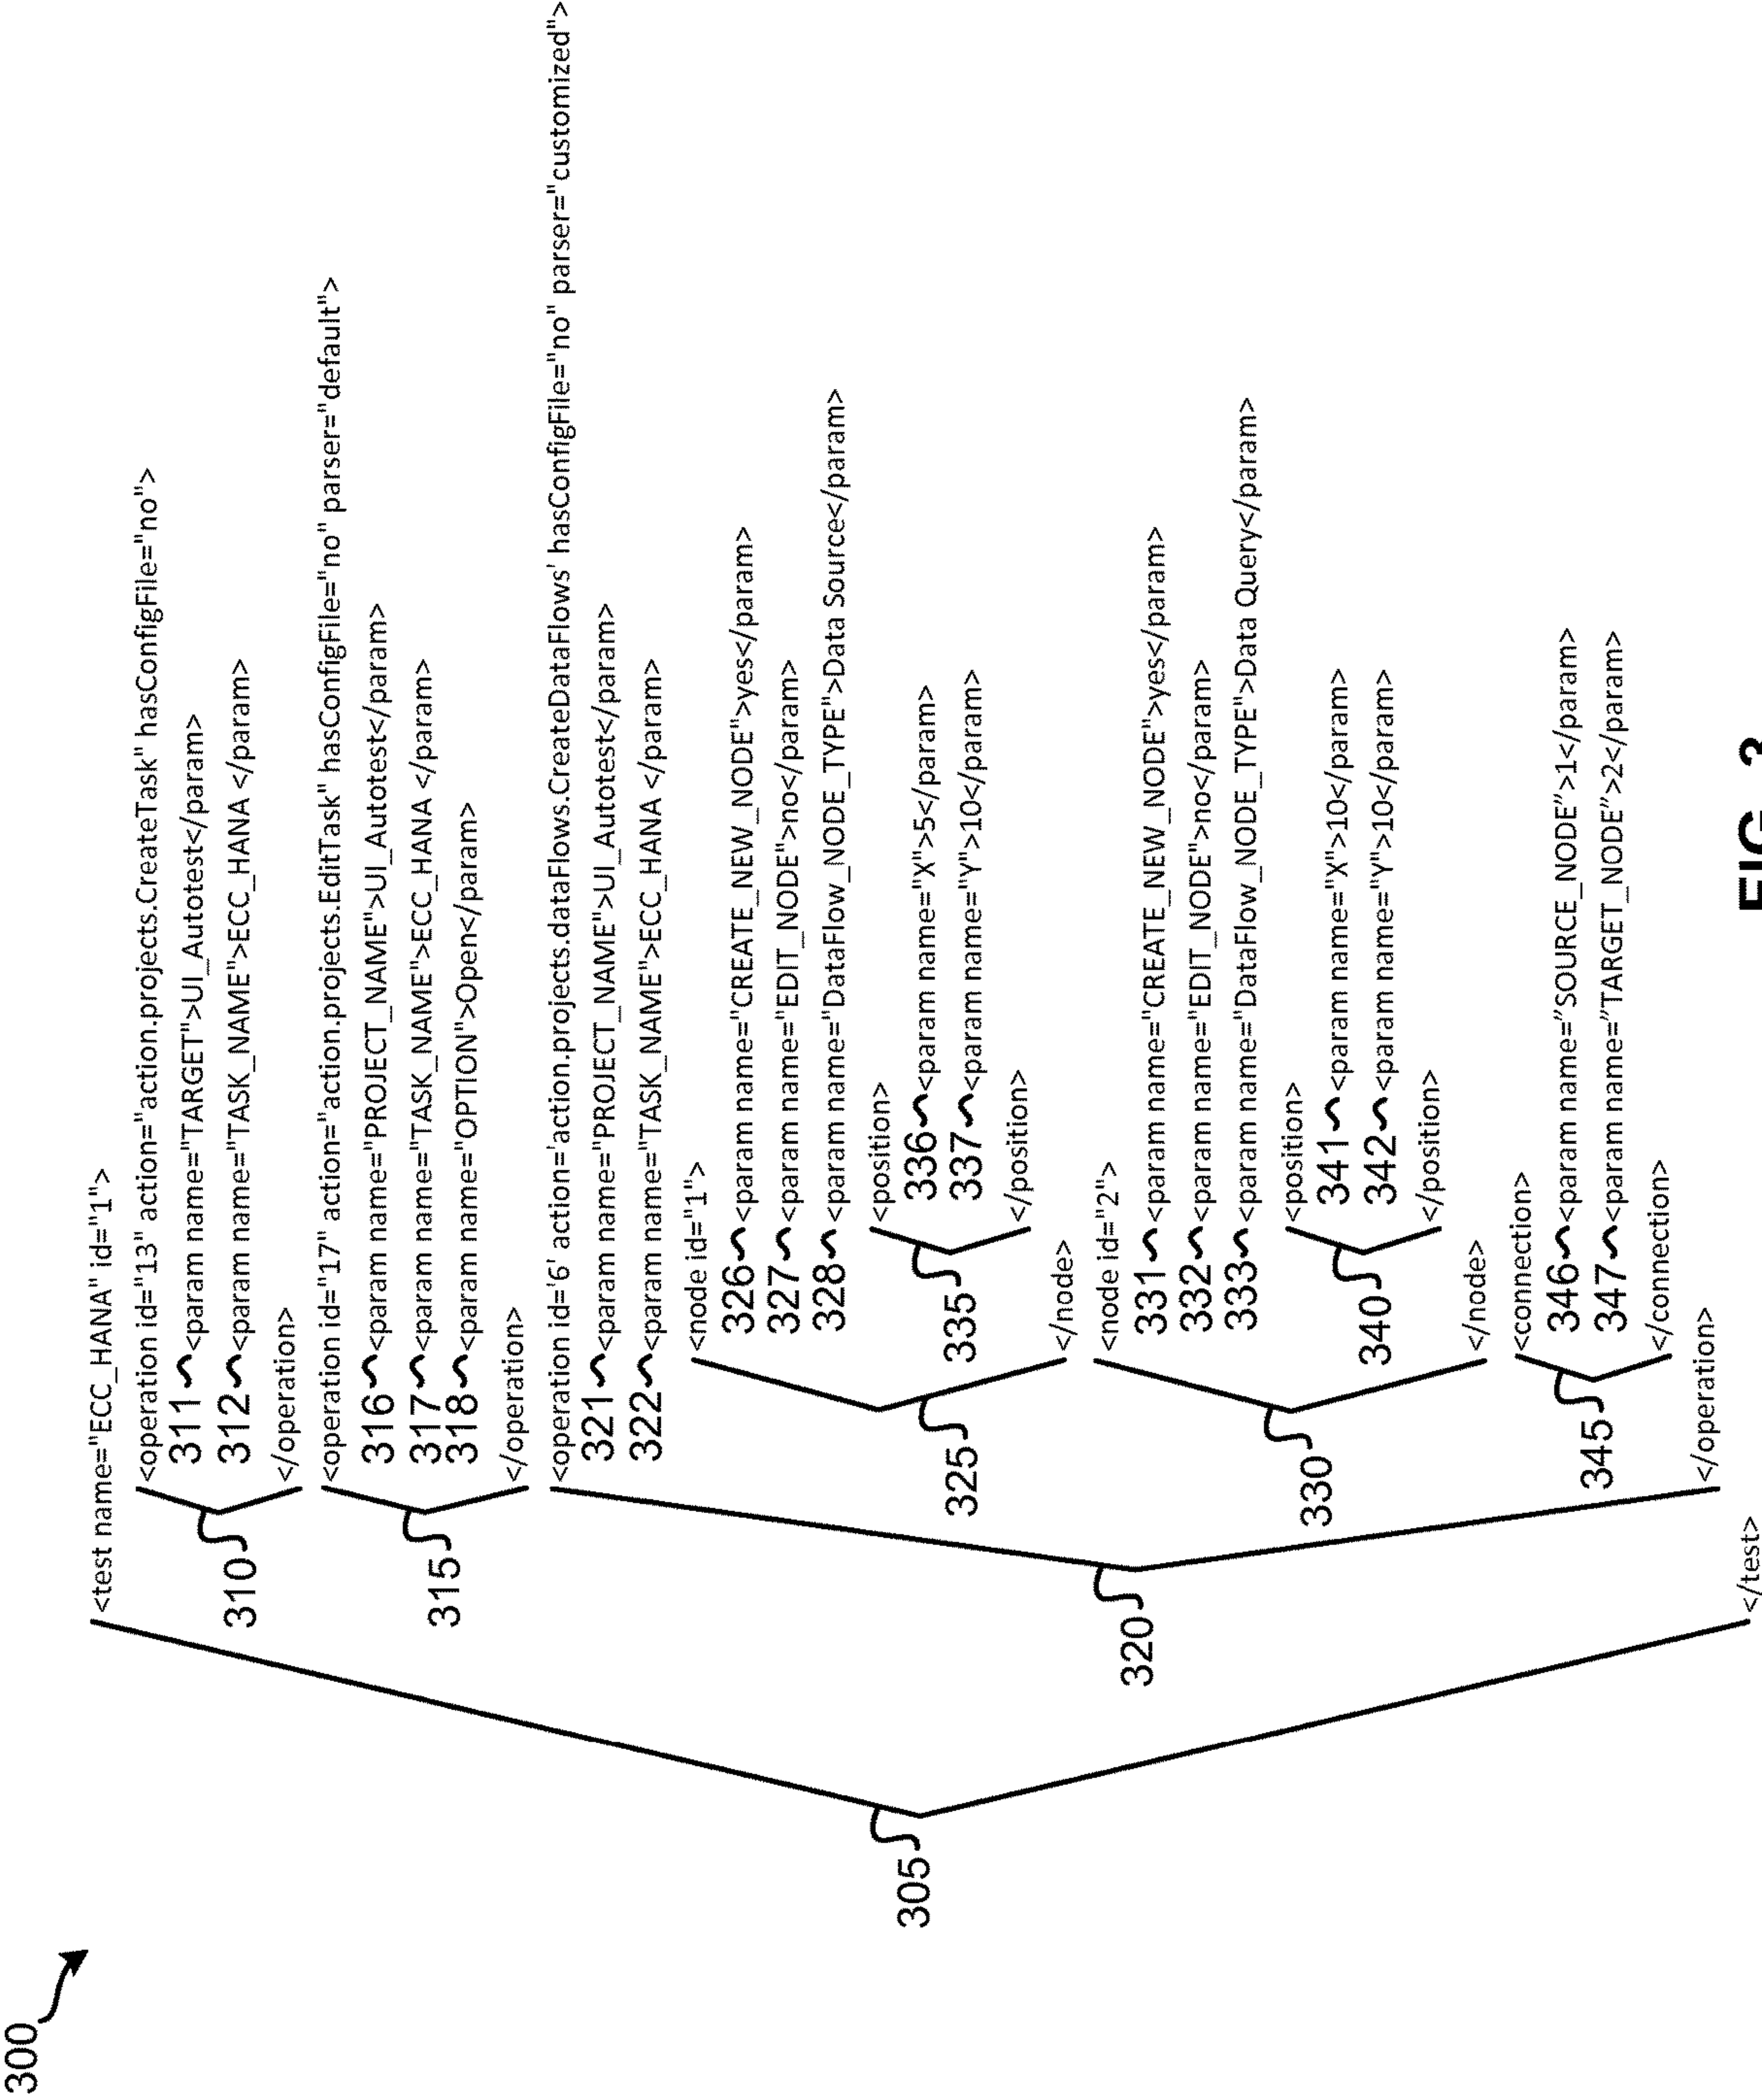 300
<test name="ECC_HANA" id="1">
<operation id="13" action="action.projects.CreateTask" hasConfigFile="no">
311 <param name="TARGET">UI_Autotest</param>
312 <param name="TASK_NAME">ECC_HANA </param>
</operation>
310
<operation id="17" action="action.projects.EditTask" hasConfigFile="no" parser="default">
316 <param name="PROJECT_NAME">UI_Autotest</param>
317 <param name="TASK_NAME">ECC_HANA </param>
318 <param name="OPTION">Open</param>
</operation>
315
<operation id='6' action='action.projects.dataFlows.CreateDataFlows' hasConfigFile="no" parser="customized">
321 <param name="PROJECT_NAME">UI_Autotest</param>
322 <param name="TASK_NAME">ECC_HANA </param>
<node id="1">
326 <param name="CREATE_NEW_NODE">yes</param>
327 <param name="EDIT_NODE">no</param>
328 <param name="DataFlow_NODE_TYPE">Data Source</param>
<position>
336 <param name="X">5</param>
337 <param name="Y">10</param>
</position>
335
</node>
325
<node id="2">
331 <param name="CREATE_NEW_NODE">yes</param>
332 <param name="EDIT_NODE">no</param>
333 <param name="DataFlow_NODE_TYPE">Data Query</param>
<position>
341 <param name="X">10</param>
342 <param name="Y">10</param>
</position>
340
</node>
330
<connection>
346 <param name="SOURCE_NODE">1</param>
347 <param name="TARGET_NODE">2</param>
</connection>
345
</operation>
320
</test>
305
FIG. 3